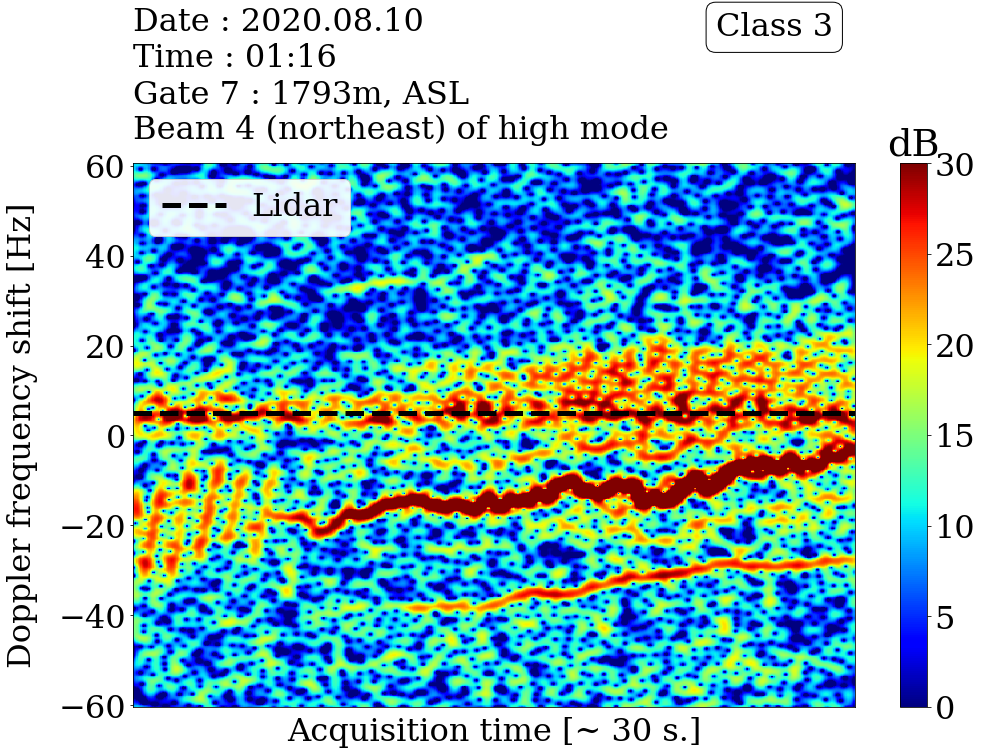 Date : 2020.08.10
Time : 01:16
Gate 7 : 1793m, ASL
Beam 4 (northeast) of high mode
Class 3
dB
Lidar
Doppler frequency shift [Hz]
60
40
20
0
−20
−40
−60
Acquisition time [~ 30 s.]
30
25
20
15
10
5
0